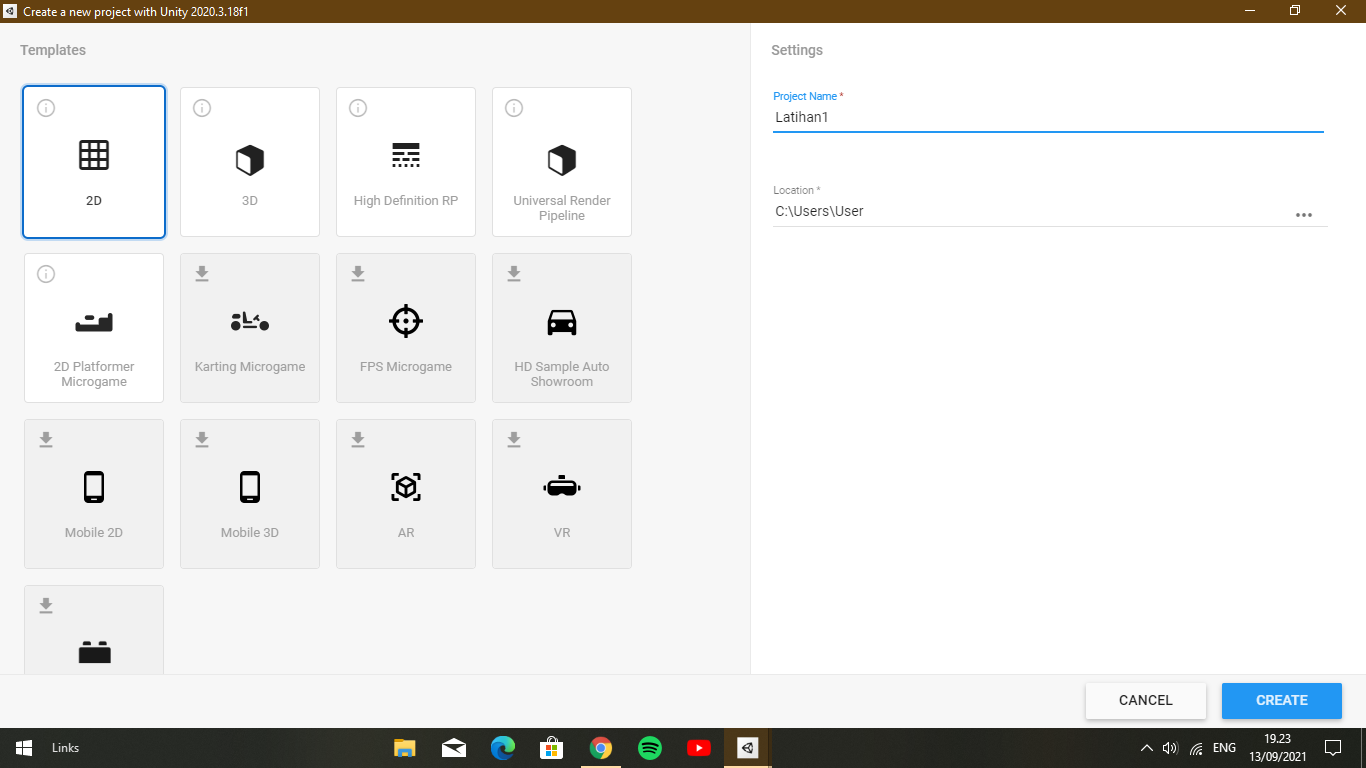 Create a new project with Unity 2020.3.18f1
Templates
2D
3D
High Definition RP
Universal Render
Pipeline
2D Platformer
Microgame
Karting Microgame
FPS Microgame
HD Sample Auto
Showroom
Mobile 2D
Mobile 3D
AR
VR
Settings
Project Name *
Latihan1
Location *
C:\Users\User
CANCEL
CREATE
Links
ENG
19.23
13/09/2021